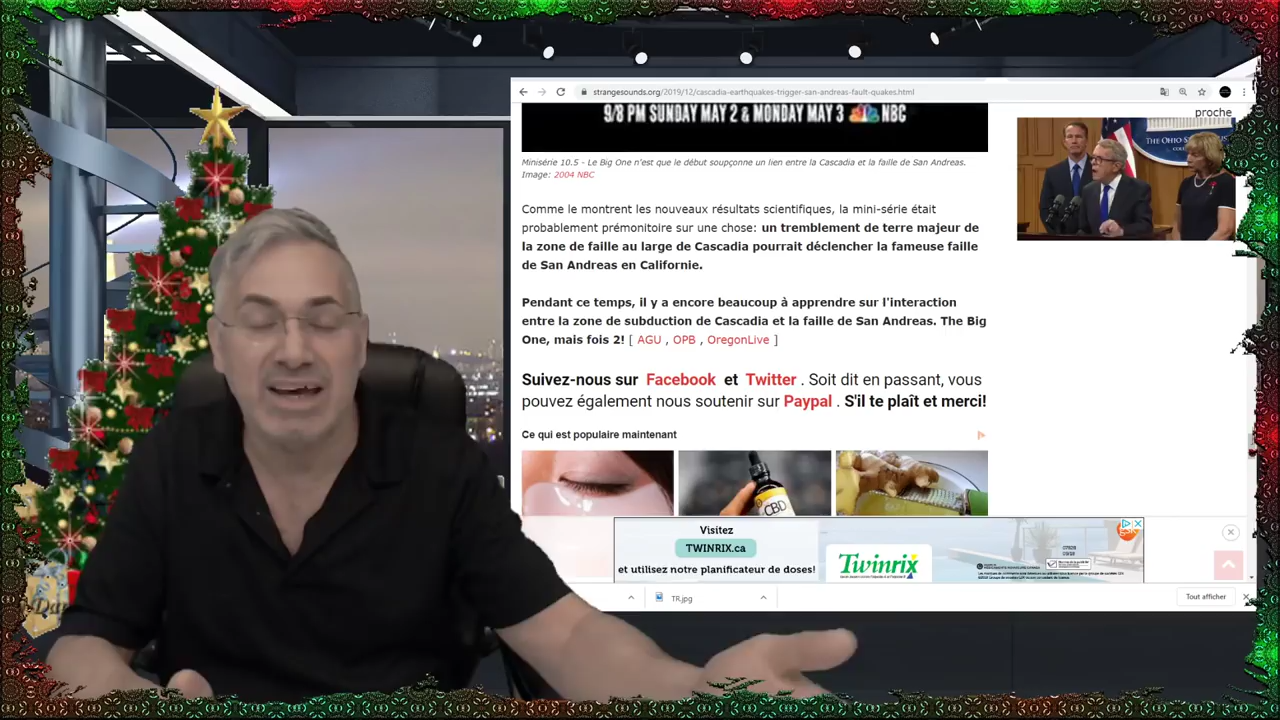 strangesounds.org/2019/12/cascadia-earthquakes-trigger-san-andreas-fault-quakes.html
9/8 PM SUNDAY MAY 2 & MONDAY MAY 3 NBC
proche
THE OHIO
Minisérie 10.5 - Le Big One n'est que le début soupçonne un lien entre la Cascadia et la faille de San Andreas.
Image: 2004 NBC
Comme le montrent les nouveaux résultats scientifiques, la mini-série était
probablement prémonitoire sur une chose: un tremblement de terre majeur de
la zone de faille au large de Cascadia pourrait déclencher la fameuse faille
de San Andreas en Californie.
Pendant ce temps, il y a encore beaucoup à apprendre sur l'interaction
entre la zone de subduction de Cascadia et la faille de San Andreas. The Big
One, mais fois 2! [ AGU , OPB , OregonLive ]
Suivez-nous sur Facebook et Twitter . Soit dit en passant, vous
pouvez également nous soutenir sur Paypal . S'il te plaît et merci!
Ce qui est populaire maintenant
CBD
Visitez
TWINRIX.ca
et utilisez notre planificateur de doses!
Twinrix
gsk
TR.jpg
Tout afficher